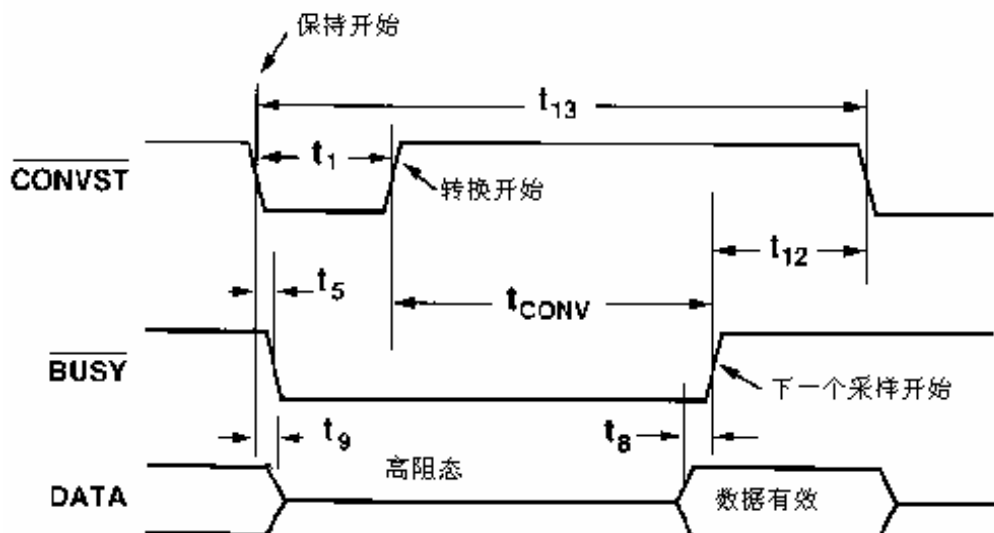 保持开始
t13
CONVST
t1
转换开始
t12
t5
tCONV
BUSY
下一个采样开始
t9
t8
高阻态
DATA
数据有效